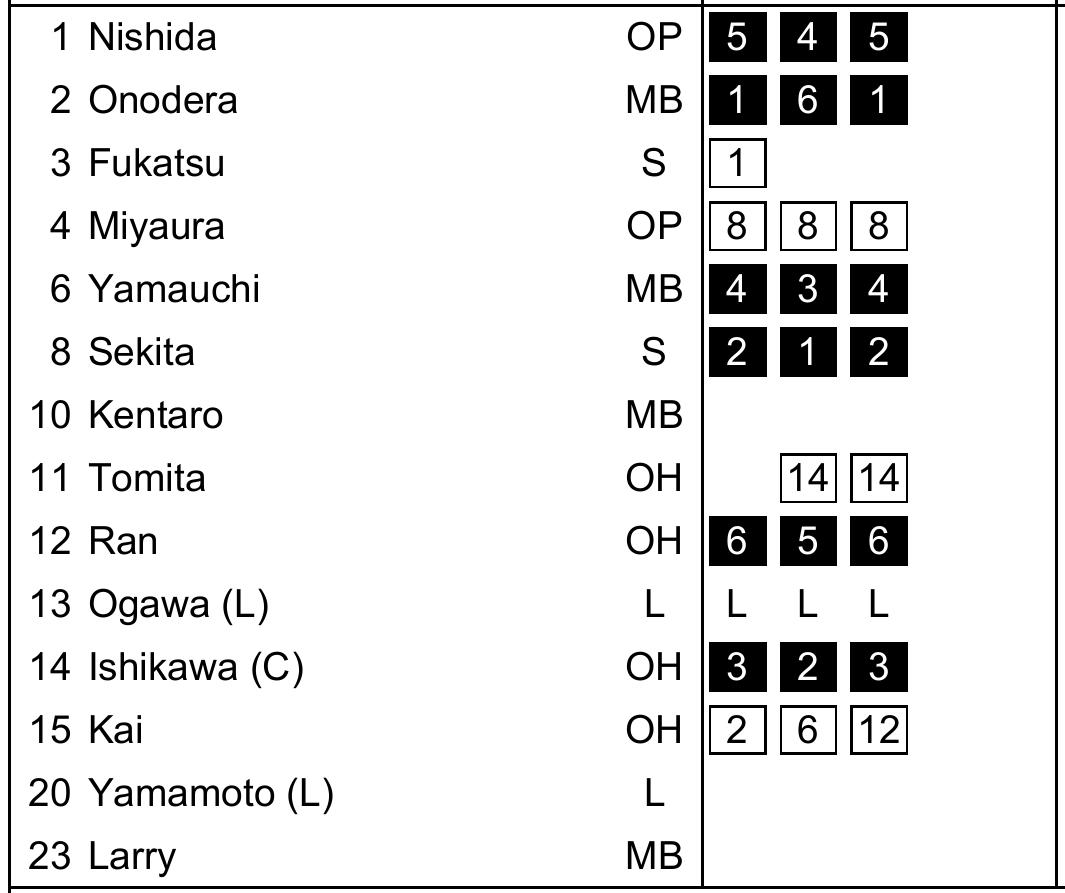 1 Nishida OP 5 4 5
2 Onodera MB 1 6 1
3 Fukatsu S 1
4 Miyaura OP 8 8 8
6 Yamauchi MB 4 3 4
8 Sekita S 2 1 2
10 Kentaro MB
11 Tomita OH 14 14
12 Ran OH 6 5 6
13 Ogawa (L) L L L L
14 Ishikawa (C) OH 3 2 3
15 Kai OH 2 6 12
20 Yamamoto (L) L
23 Larry MB